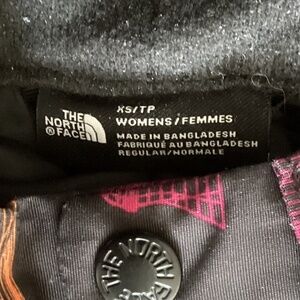 THE
NORTH
FACE
XS/TP
WOMENS/FEMMES
MADE IN BANGLADESH
FABRIQUÉ AU BANGLADESH
REGULAR/NORMALE
THE NORTH FACE